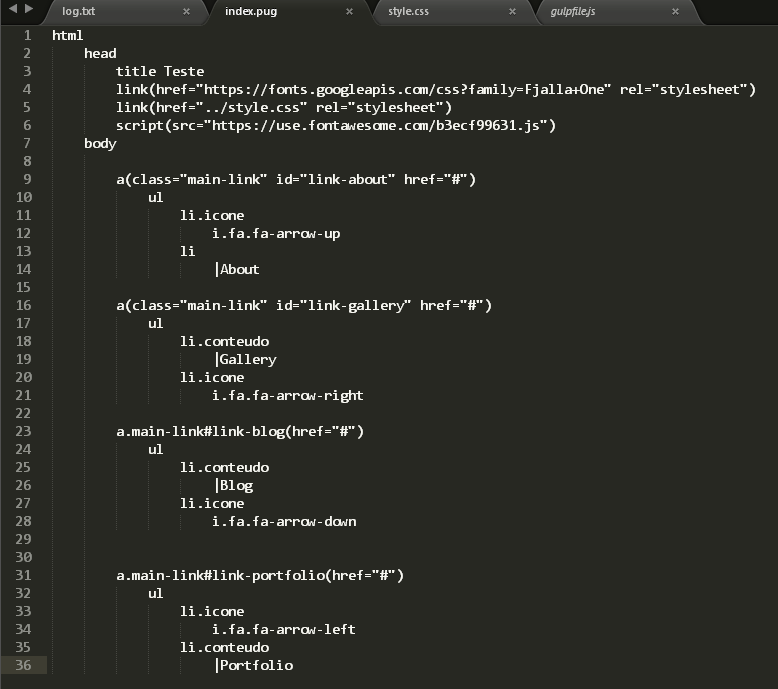 log.txt × index.pug × style.css × gulpfile.js ×
1 html
2     head
3         title Teste
4         link(href="https://fonts.googleapis.com/css?family=Fjalla+One" rel="stylesheet")
5         link(href="../style.css" rel="stylesheet")
6         script(src="https://use.fontawesome.com/b3ecf99631.js")
7     body
8
9         a(class="main-link" id="link-about" href="#")
10             ul
11                 li.icone
12                     i.fa.fa-arrow-up
13                 li
14                     |About
15
16         a(class="main-link" id="link-gallery" href="#")
17             ul
18                 li.conteudo
19                     |Gallery
20                 li.icone
21                     i.fa.fa-arrow-right
22
23         a.main-link#link-blog(href="#")
24             ul
25                 li.conteudo
26                     |Blog
27                 li.icone
28                     i.fa.fa-arrow-down
29
30
31         a.main-link#link-portfolio(href="#")
32             ul
33                 li.icone
34                     i.fa.fa-arrow-left
35                 li.conteudo
36                     |Portfolio